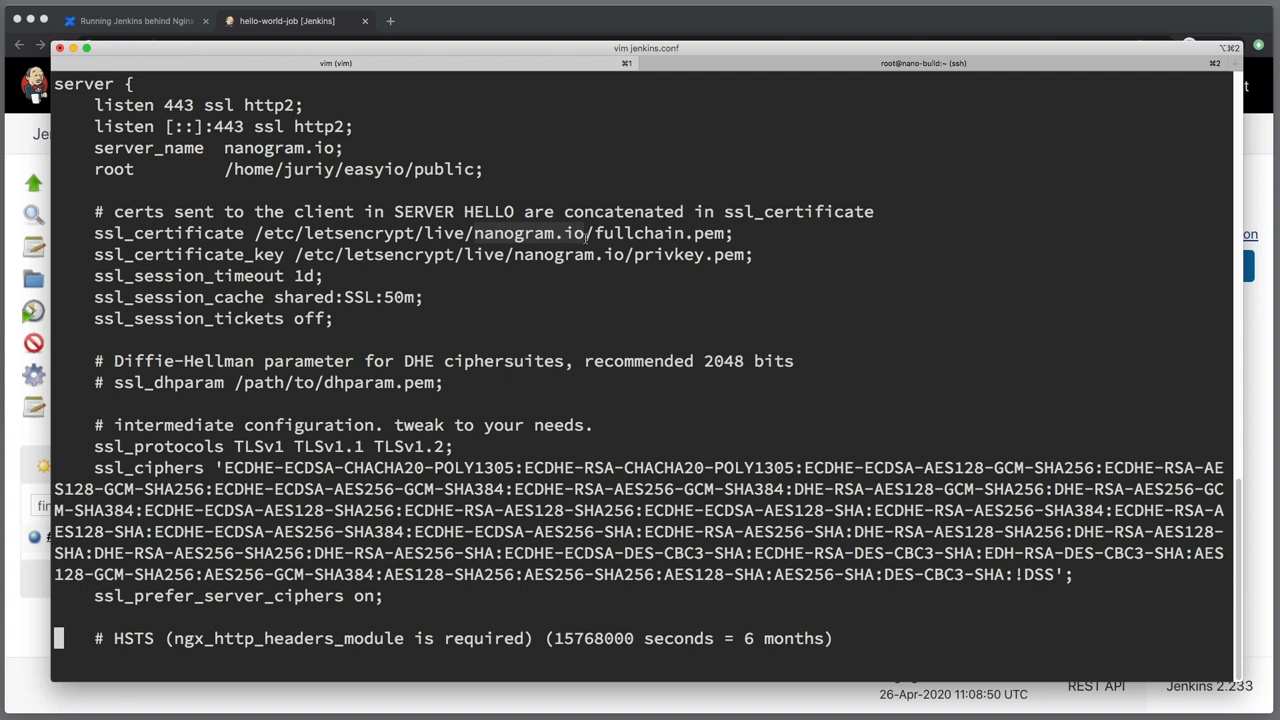 Running Jenkins behind Nginx
hello-world-job [Jenkins]
vim jenkins.conf
⌥⌘2
vim (vim)
⌘1
root@nano-build:~ (ssh)
⌘2
server {
listen 443 ssl http2;
listen [::]:443 ssl http2;
server_name  nanogram.io;
root         /home/juriy/easyio/public;
# certs sent to the client in SERVER HELLO are concatenated in ssl_certificate
ssl_certificate /etc/letsencrypt/live/nanogram.io/fullchain.pem;
ssl_certificate_key /etc/letsencrypt/live/nanogram.io/privkey.pem;
ssl_session_timeout 1d;
ssl_session_cache shared:SSL:50m;
ssl_session_tickets off;
# Diffie-Hellman parameter for DHE ciphersuites, recommended 2048 bits
# ssl_dhparam /path/to/dhparam.pem;
# intermediate configuration. tweak to your needs.
ssl_protocols TLSv1 TLSv1.1 TLSv1.2;
ssl_ciphers 'ECDHE-ECDSA-CHACHA20-POLY1305:ECDHE-RSA-CHACHA20-POLY1305:ECDHE-ECDSA-AES128-GCM-SHA256:ECDHE-RSA-AE
S128-GCM-SHA256:ECDHE-ECDSA-AES256-GCM-SHA384:ECDHE-RSA-AES256-GCM-SHA384:DHE-RSA-AES128-GCM-SHA256:DHE-RSA-AES256-GC
M-SHA384:ECDHE-ECDSA-AES128-SHA256:ECDHE-RSA-AES128-SHA256:ECDHE-ECDSA-AES128-SHA:ECDHE-RSA-AES256-SHA384:ECDHE-RSA-A
ES128-SHA:ECDHE-ECDSA-AES256-SHA384:ECDHE-ECDSA-AES256-SHA:ECDHE-RSA-AES256-SHA:DHE-RSA-AES128-SHA256:DHE-RSA-AES128-
SHA:DHE-RSA-AES256-SHA256:DHE-RSA-AES256-SHA:ECDHE-ECDSA-DES-CBC3-SHA:ECDHE-RSA-DES-CBC3-SHA:EDH-RSA-DES-CBC3-SHA:AES
128-GCM-SHA256:AES256-GCM-SHA384:AES128-SHA256:AES256-SHA256:AES128-SHA:AES256-SHA:DES-CBC3-SHA:!DSS';
ssl_prefer_server_ciphers on;
# HSTS (ngx_http_headers_module is required) (15768000 seconds = 6 months)
26-Apr-2020 11:08:50 UTC
REST API
Jenkins 2.233